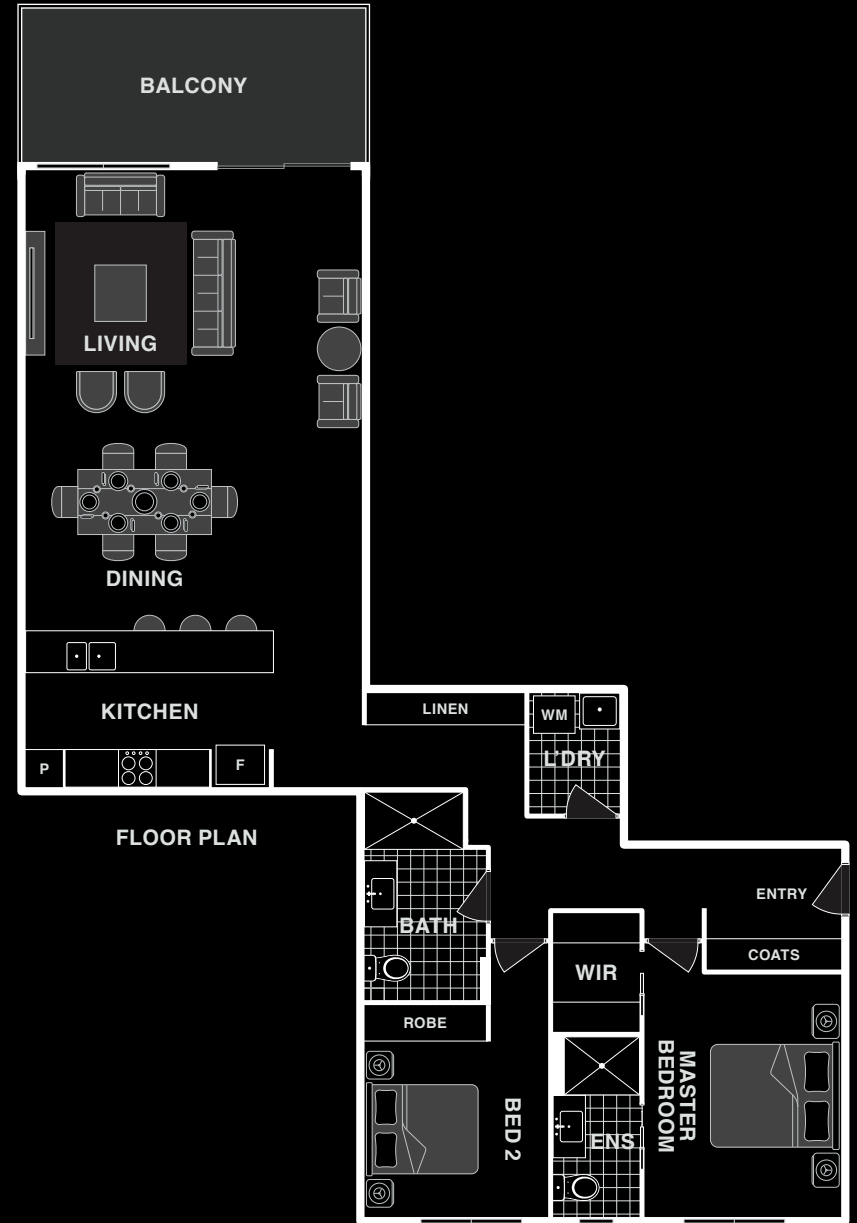 BALCONY
LIVING
DINING
KITCHEN
LINEN
WM
L'DRY
P
F
FLOOR PLAN
ENTRY
BATH
COATS
WIR
ROBE
MASTER
BEDROOM
BED 2
ENS